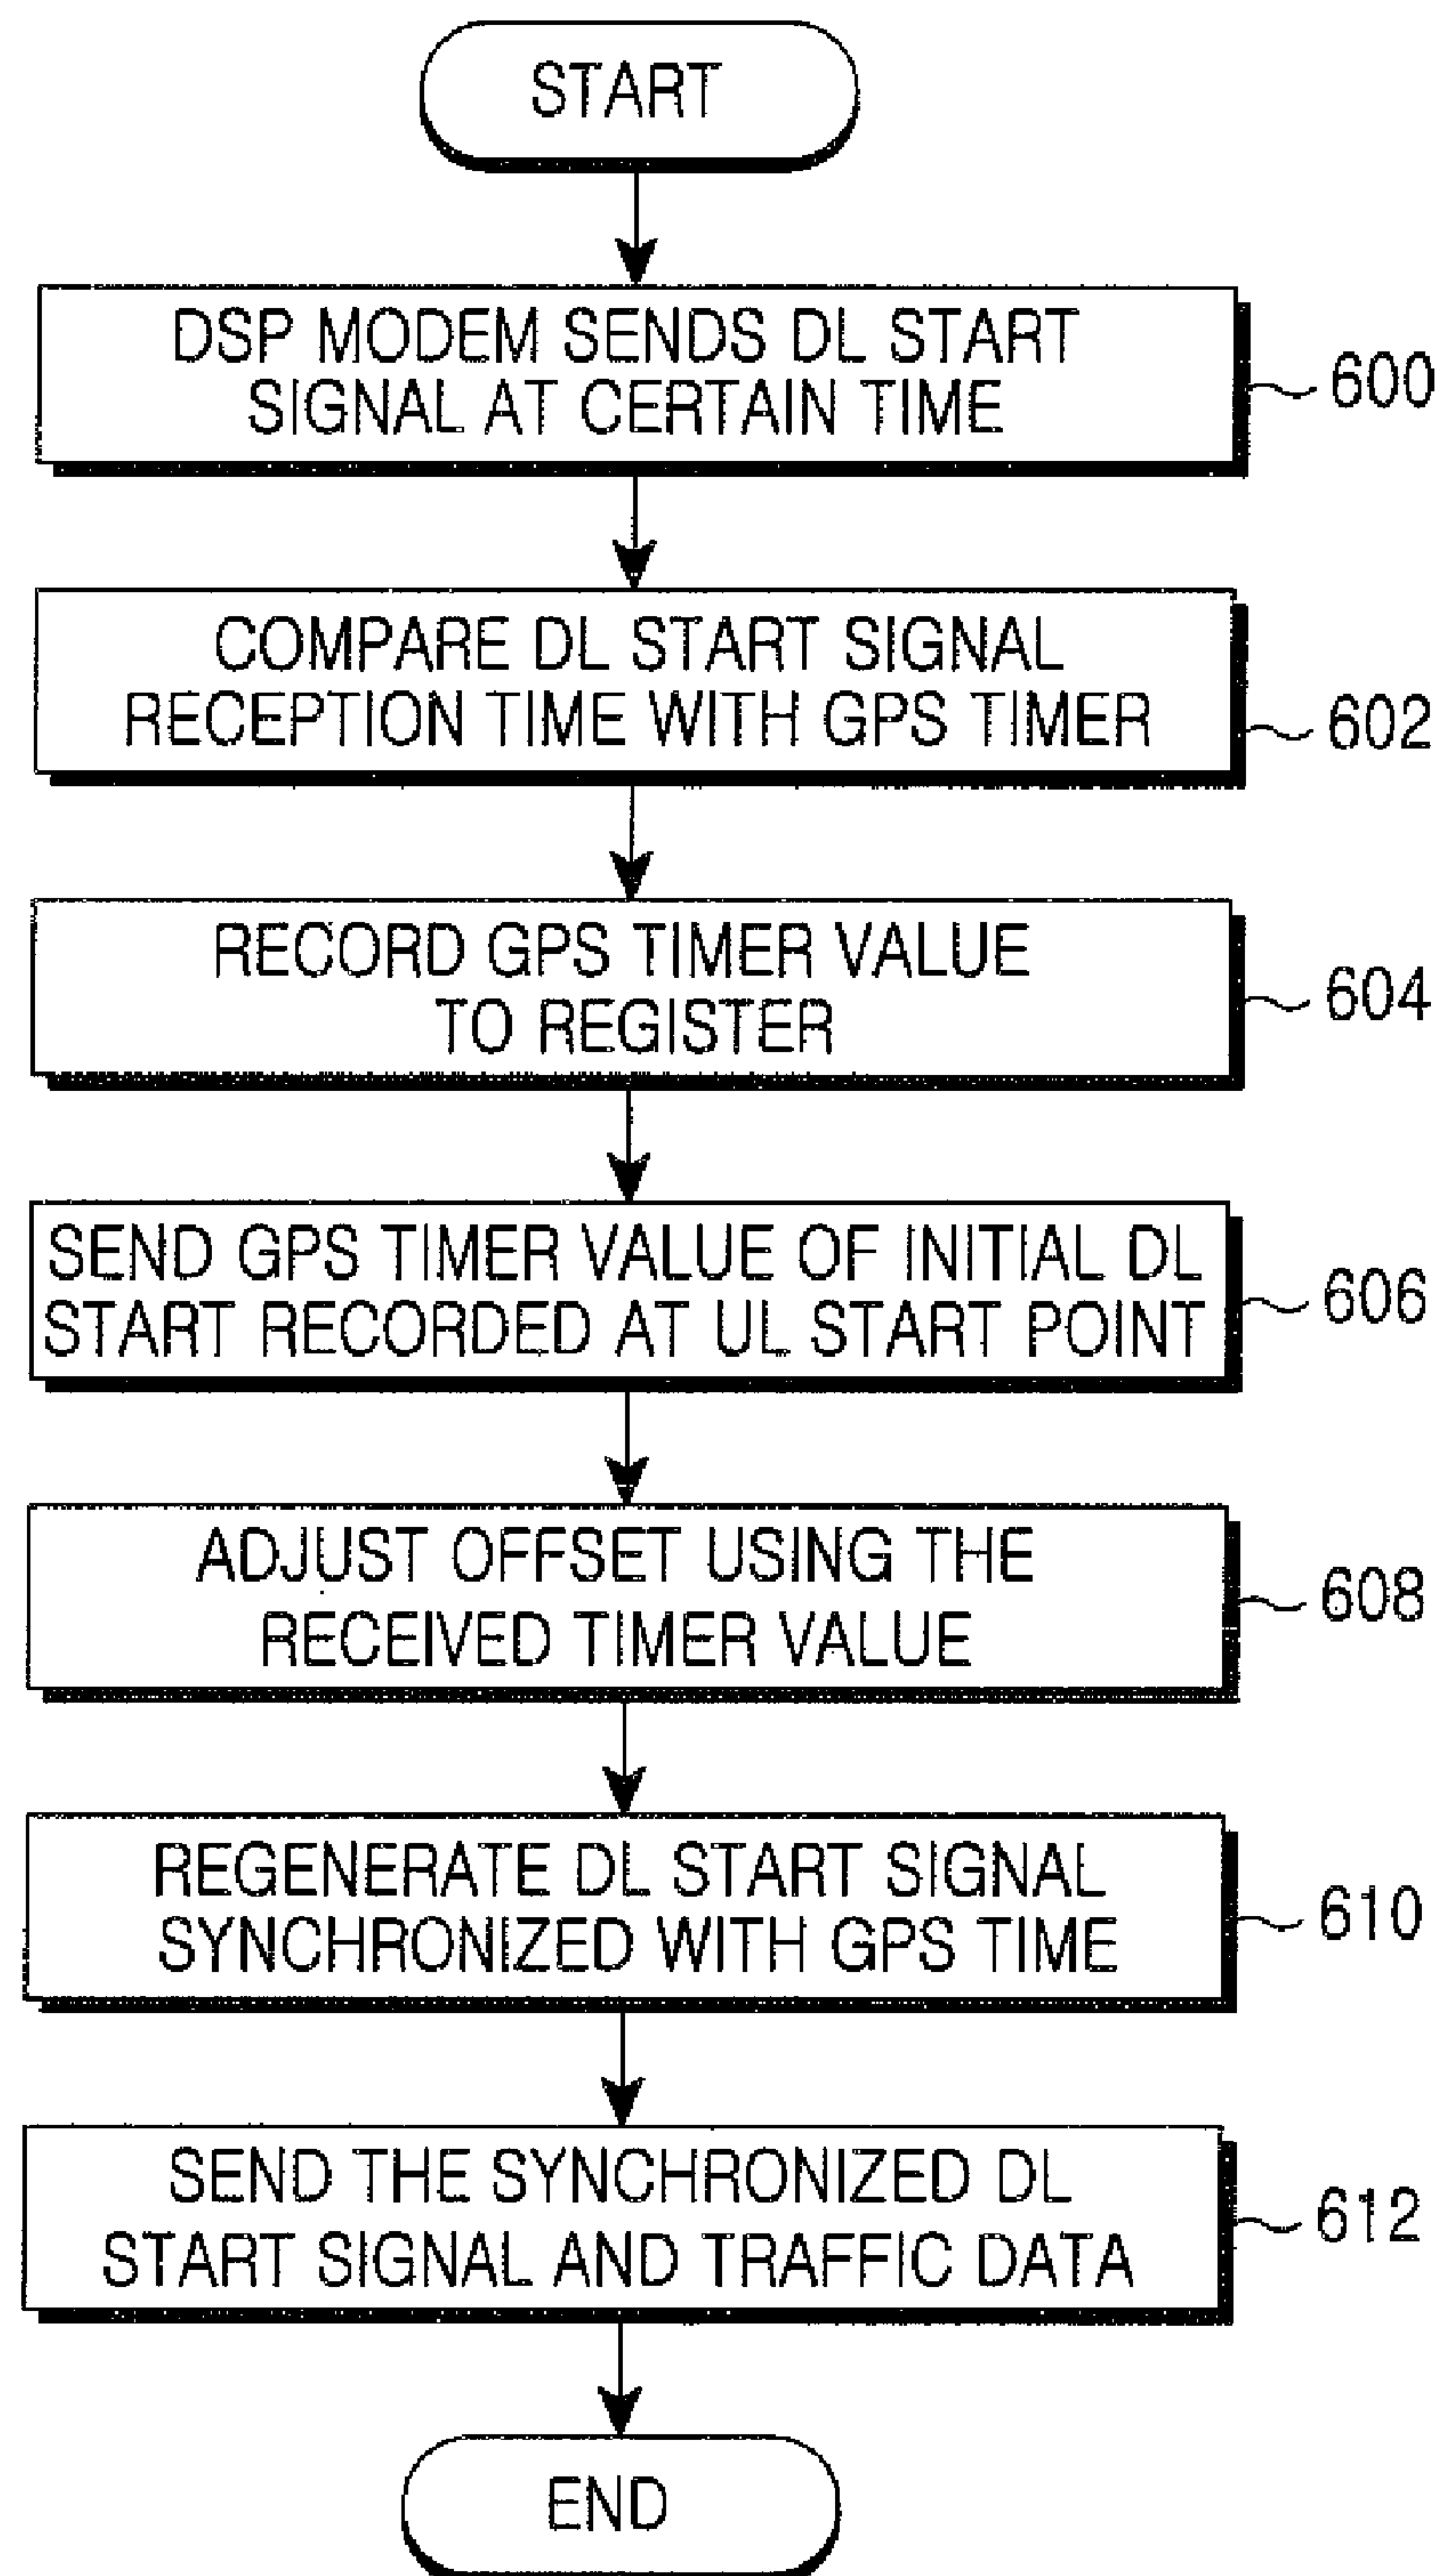 START
DSP MODEM SENDS DL START
SIGNAL AT CERTAIN TIME
600
COMPARE DL START SIGNAL
RECEPTION TIME WITH GPS TIMER
602
RECORD GPS TIMER VALUE
TO REGISTER
604
SEND GPS TIMER VALUE OF INITIAL DL
START RECORDED AT UL START POINT
606
ADJUST OFFSET USING THE
RECEIVED TIMER VALUE
608
REGENERATE DL START SIGNAL
SYNCHRONIZED WITH GPS TIME
610
SEND THE SYNCHRONIZED DL
START SIGNAL AND TRAFFIC DATA
612
END